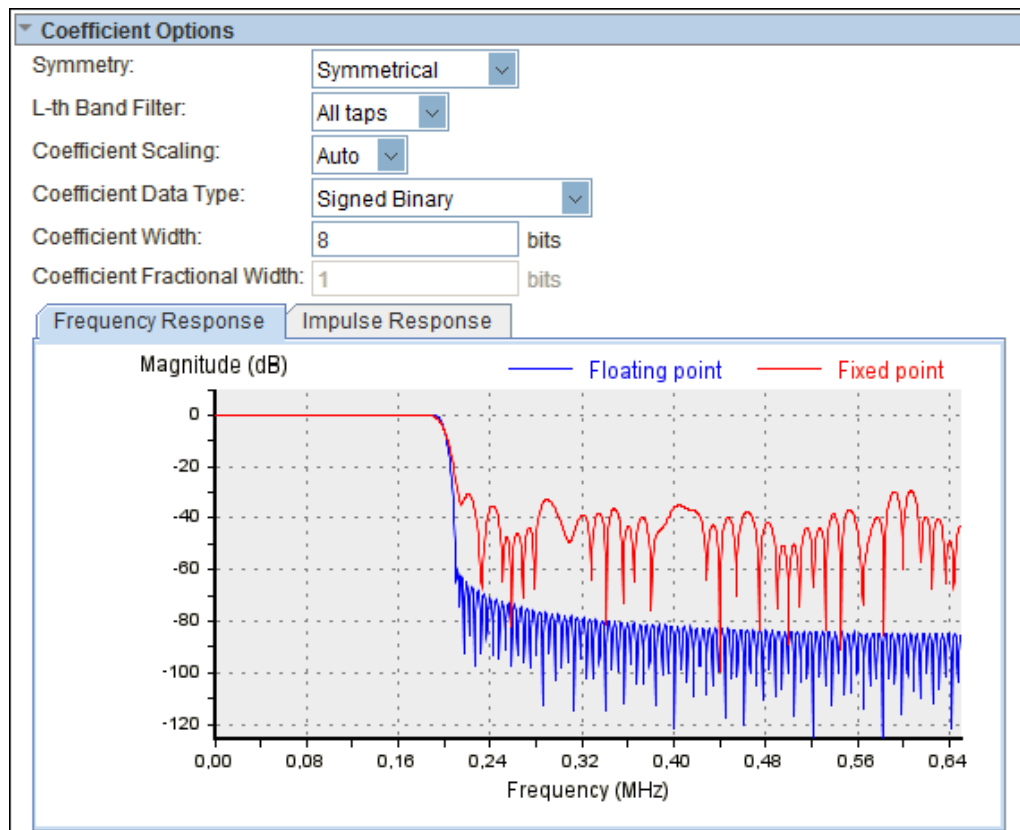 Coefficient Options
Symmetry: Symmetrical
L-th Band Filter: All taps
Coefficient Scaling: Auto
Coefficient Data Type: Signed Binary
Coefficient Width: 8 bits
Coefficient Fractional Width: 1 bits
Frequency Response Impulse Response
Magnitude (dB) Floating point Fixed point
0
-20
-40
-60
-80
-100
-120
0,00 0,08 0,16 0,24 0,32 0,40 0,48 0,56 0,64
Frequency (MHz)